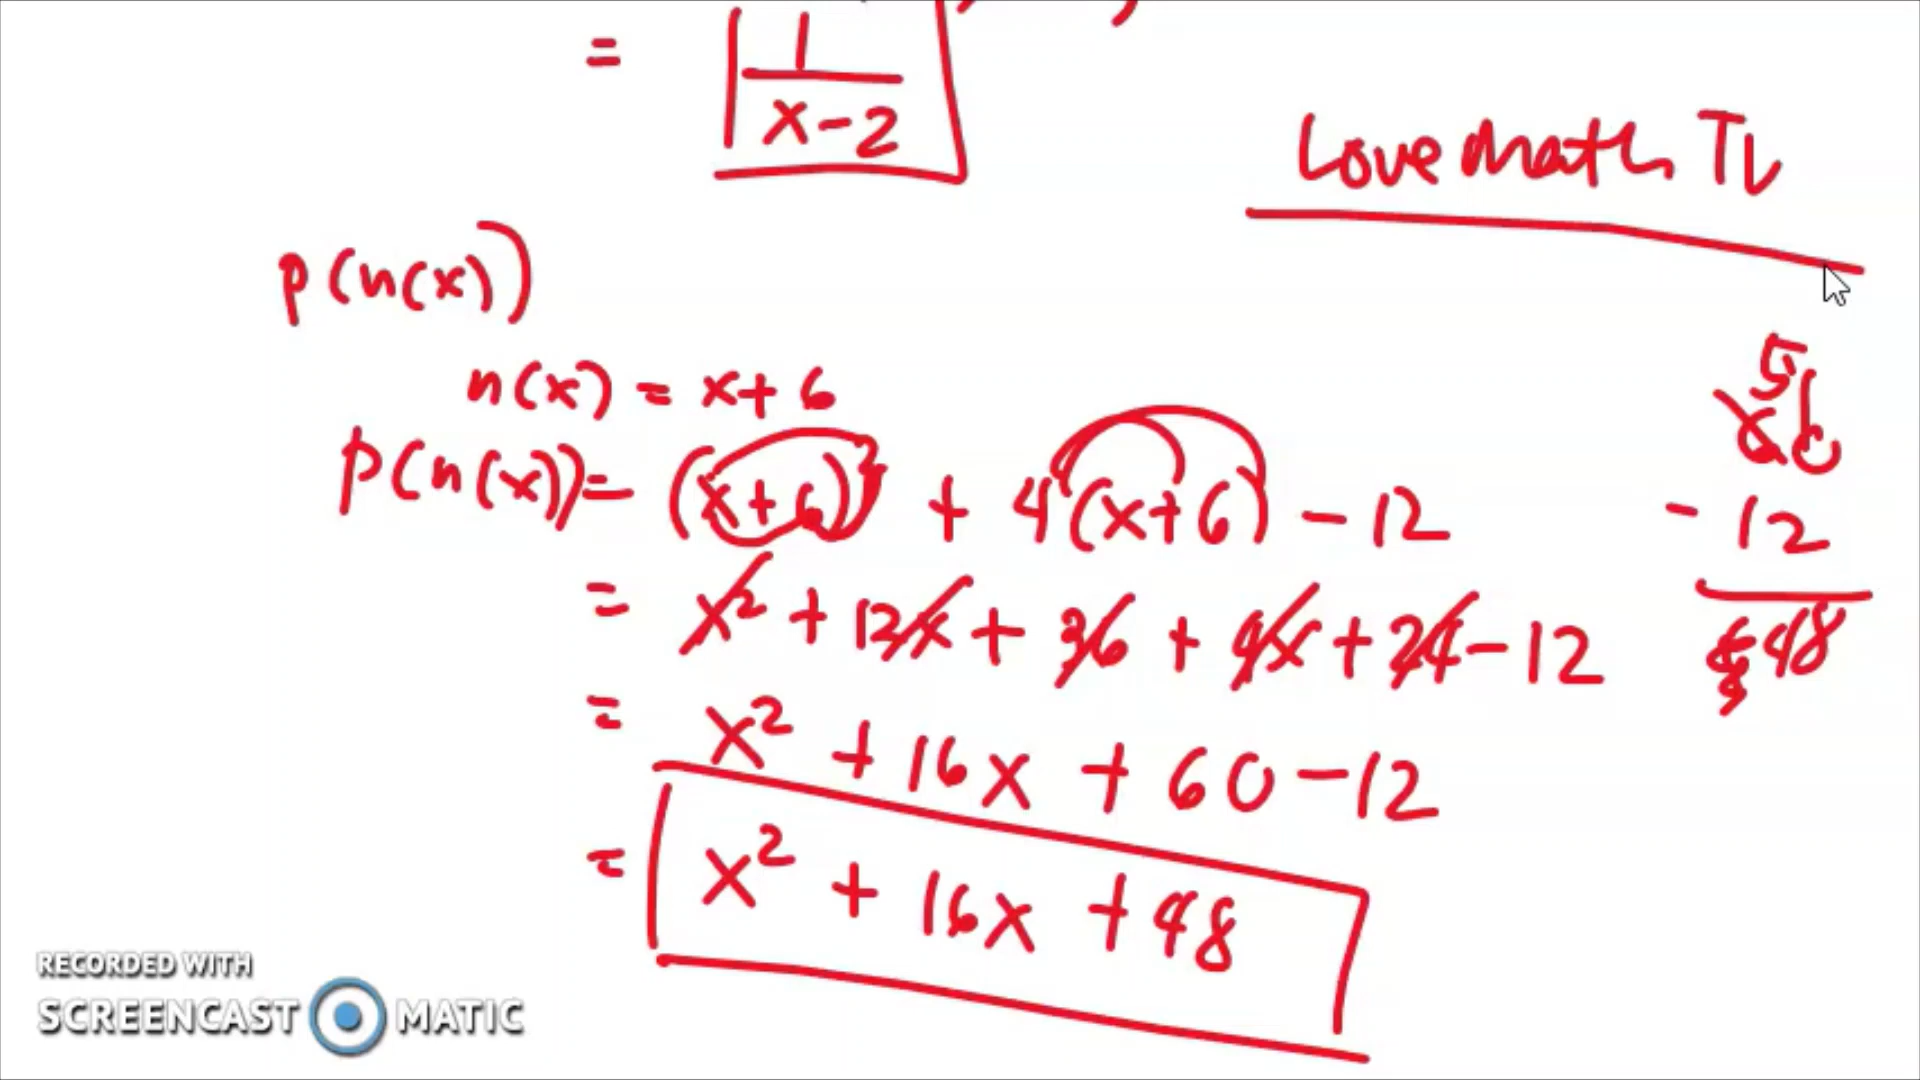 = 1/(x-2)
Love Math TV
p(n(x))
n(x) = x+6
p(n(x)) = (x+6)² + 4(x+6) - 12
= x² + 12x + 36 + 4x + 24 - 12
= x² + 16x + 60 - 12
= x² + 16x + 48
5
60
- 12
48
RECORDED WITH
SCREENCAST MATIC